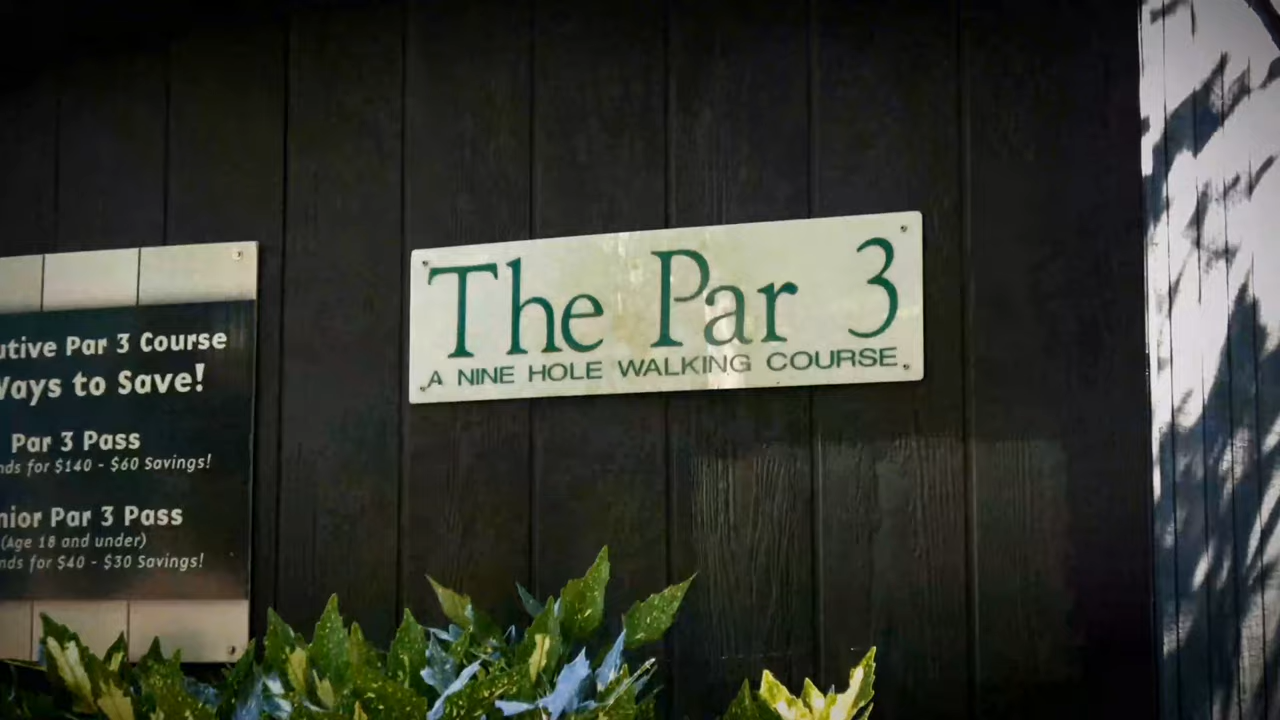 utive Par 3 Course
Ways to Save!
Par 3 Pass
nds for $140 - $60 Savings!
nior Par 3 Pass
(Age 18 and under)
nds for $40 - $30 Savings!
The Par 3
A NINE HOLE WALKING COURSE